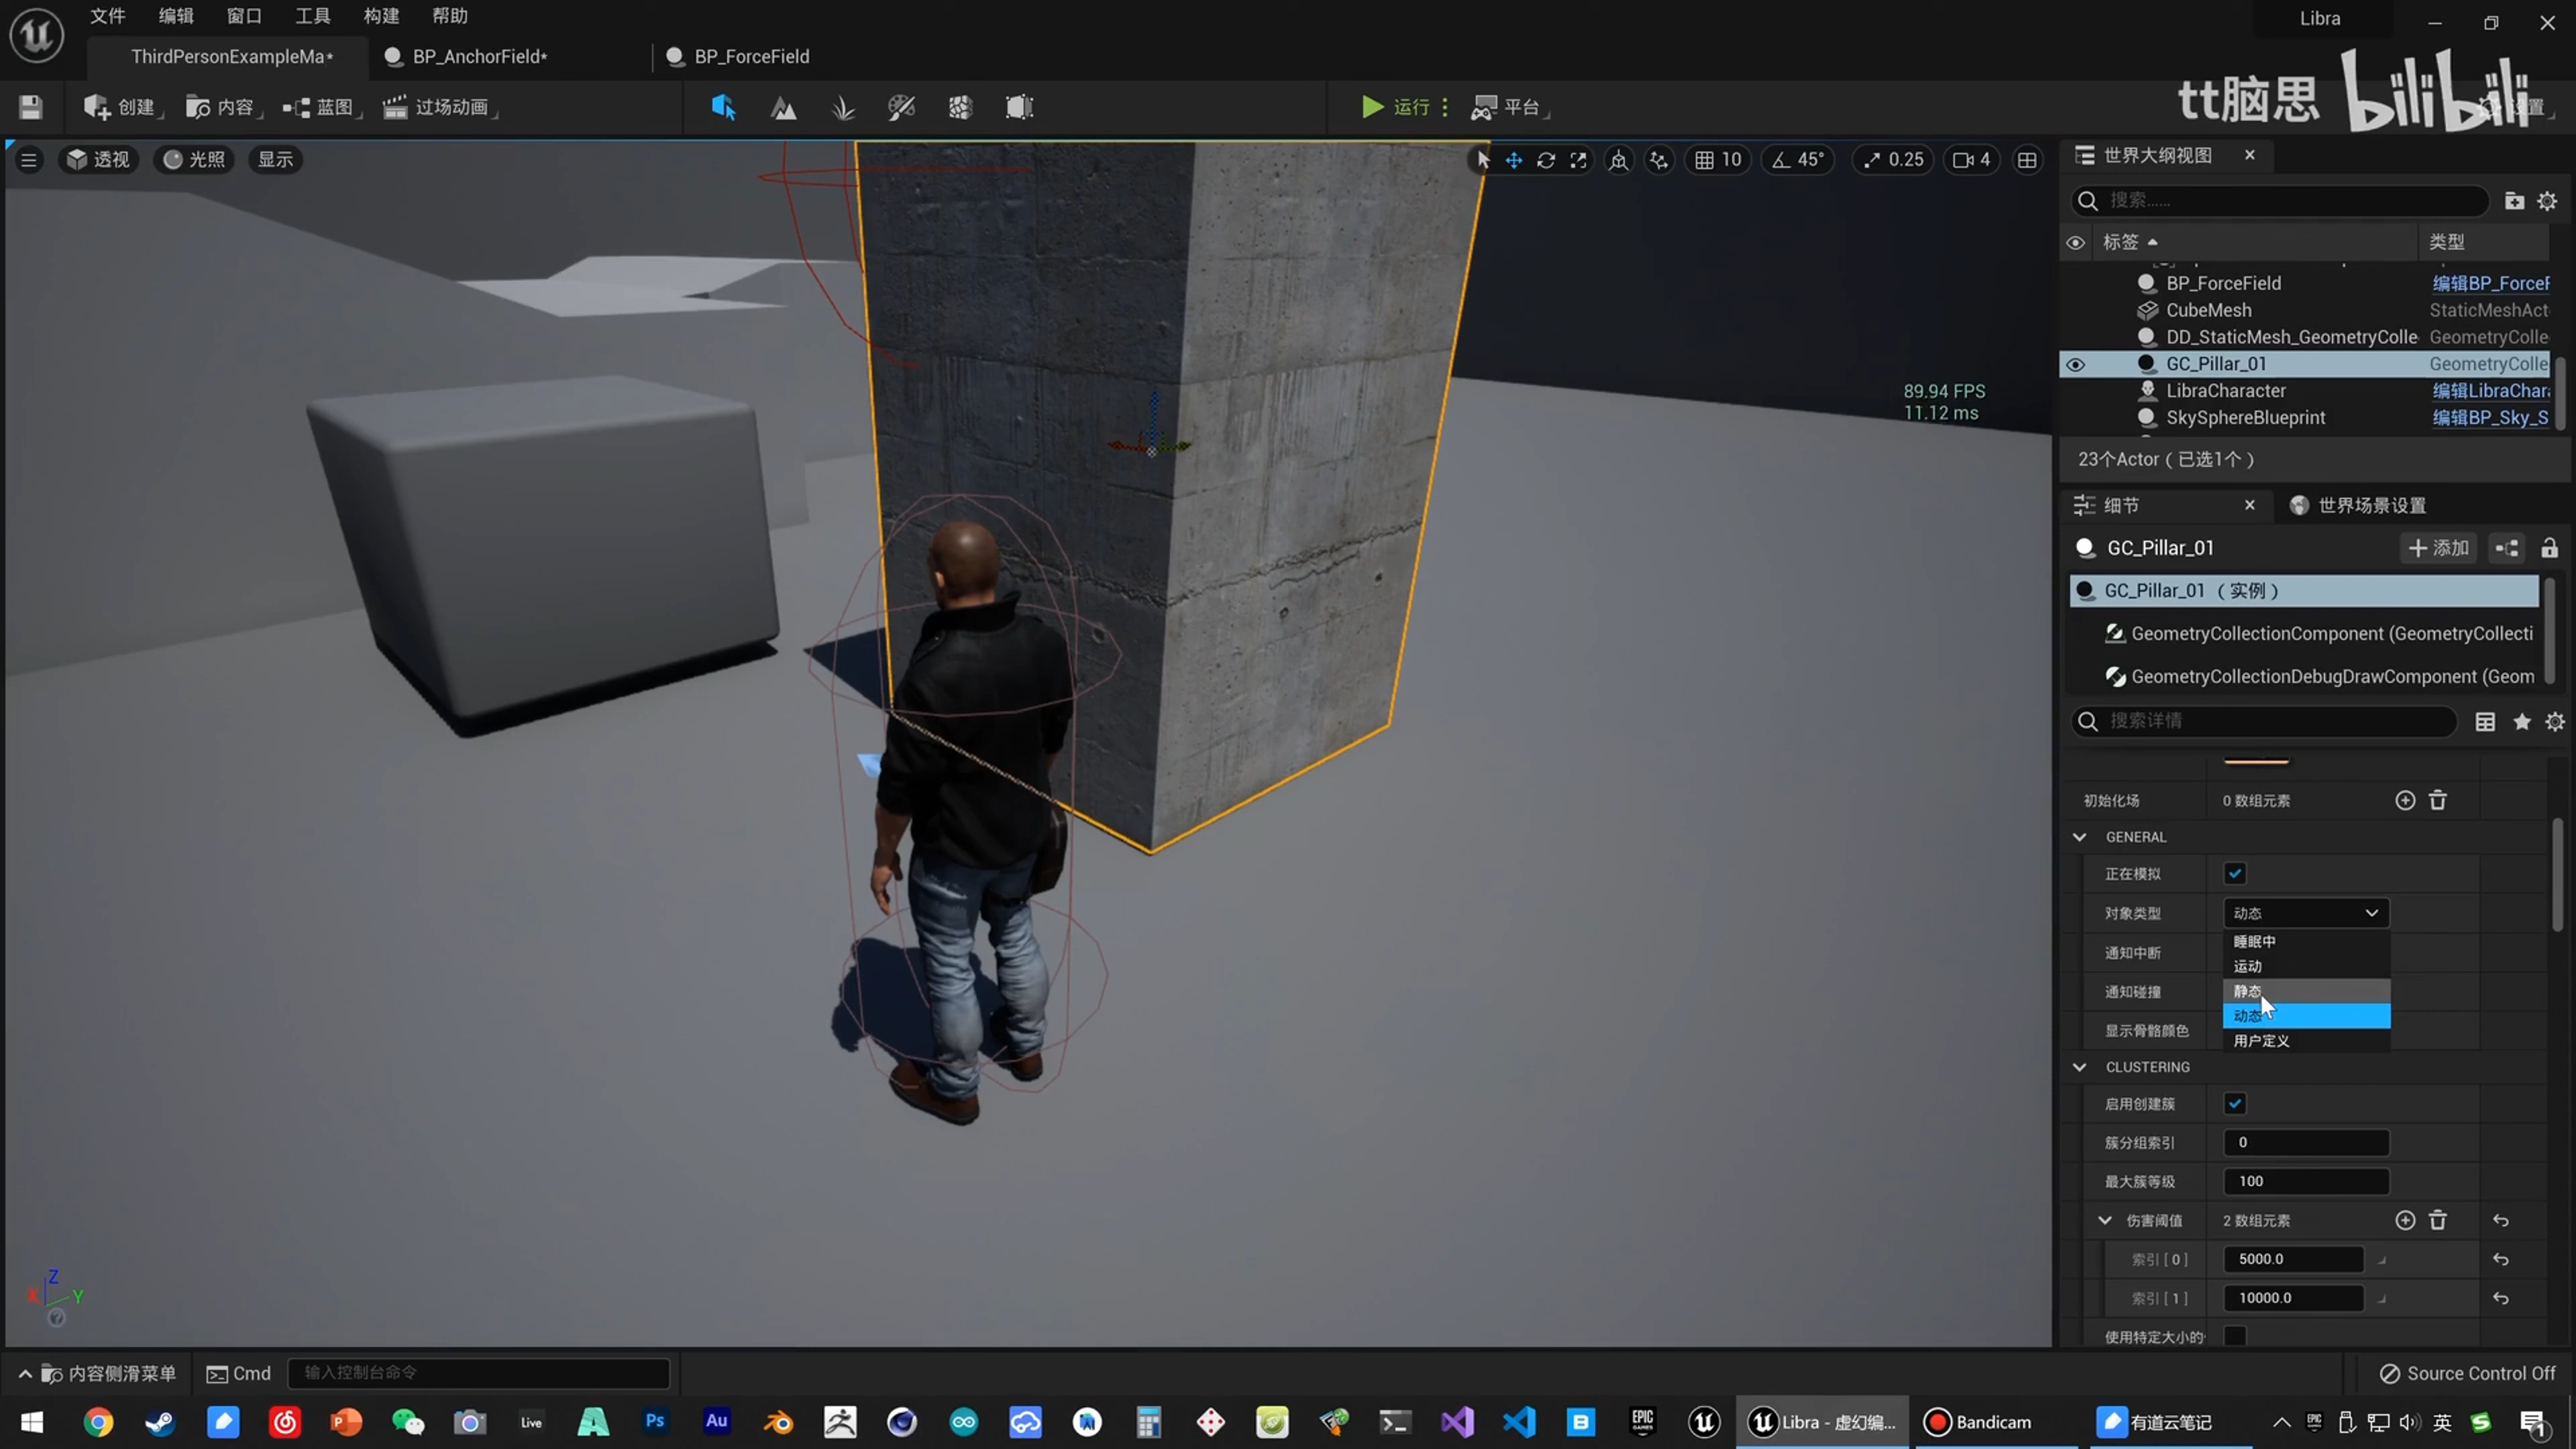 文件 编辑 窗口 工具 构建 帮助 Libra
ThirdPersonExampleMa* BP_AnchorField* BP_ForceField
tt脑思 bilibili
创建 内容 蓝图 过场动画 运行 平台 设置
透视 光照 显示 10 45° 0.25 4
89.94 FPS
11.12 ms
世界大纲视图
搜索......
标签 类型
BP_ForceField 编辑BP_ForceF
CubeMesh StaticMeshAct
DD_StaticMesh_GeometryColle GeometryColle
GC_Pillar_01 GeometryColle
LibraCharacter 编辑LibraChar
SkySphereBlueprint 编辑BP_Sky_S
23个Actor（已选1个）
细节 世界场景设置
GC_Pillar_01 添加
GC_Pillar_01 （实例）
GeometryCollectionComponent (GeometryCollecti
GeometryCollectionDebugDrawComponent (Geom
搜索详情
初始化场 0 数组元素
GENERAL
正在模拟
对象类型 动态
睡眠中
通知中断
运动
通知碰撞 静态
动态
显示骨骼颜色
用户定义
CLUSTERING
启用创建簇
簇分组索引 0
最大簇等级 100
伤害阈值 2 数组元素
索引 [ 0 ] 5000.0
索引 [ 1 ] 10000.0
使用特定大小的
Z
X Y
内容侧滑菜单 Cmd 输入控制台命令 Source Control Off
Live Ps Au EPIC GAMES Libra - 虚幻编... Bandicam 有道云笔记 英